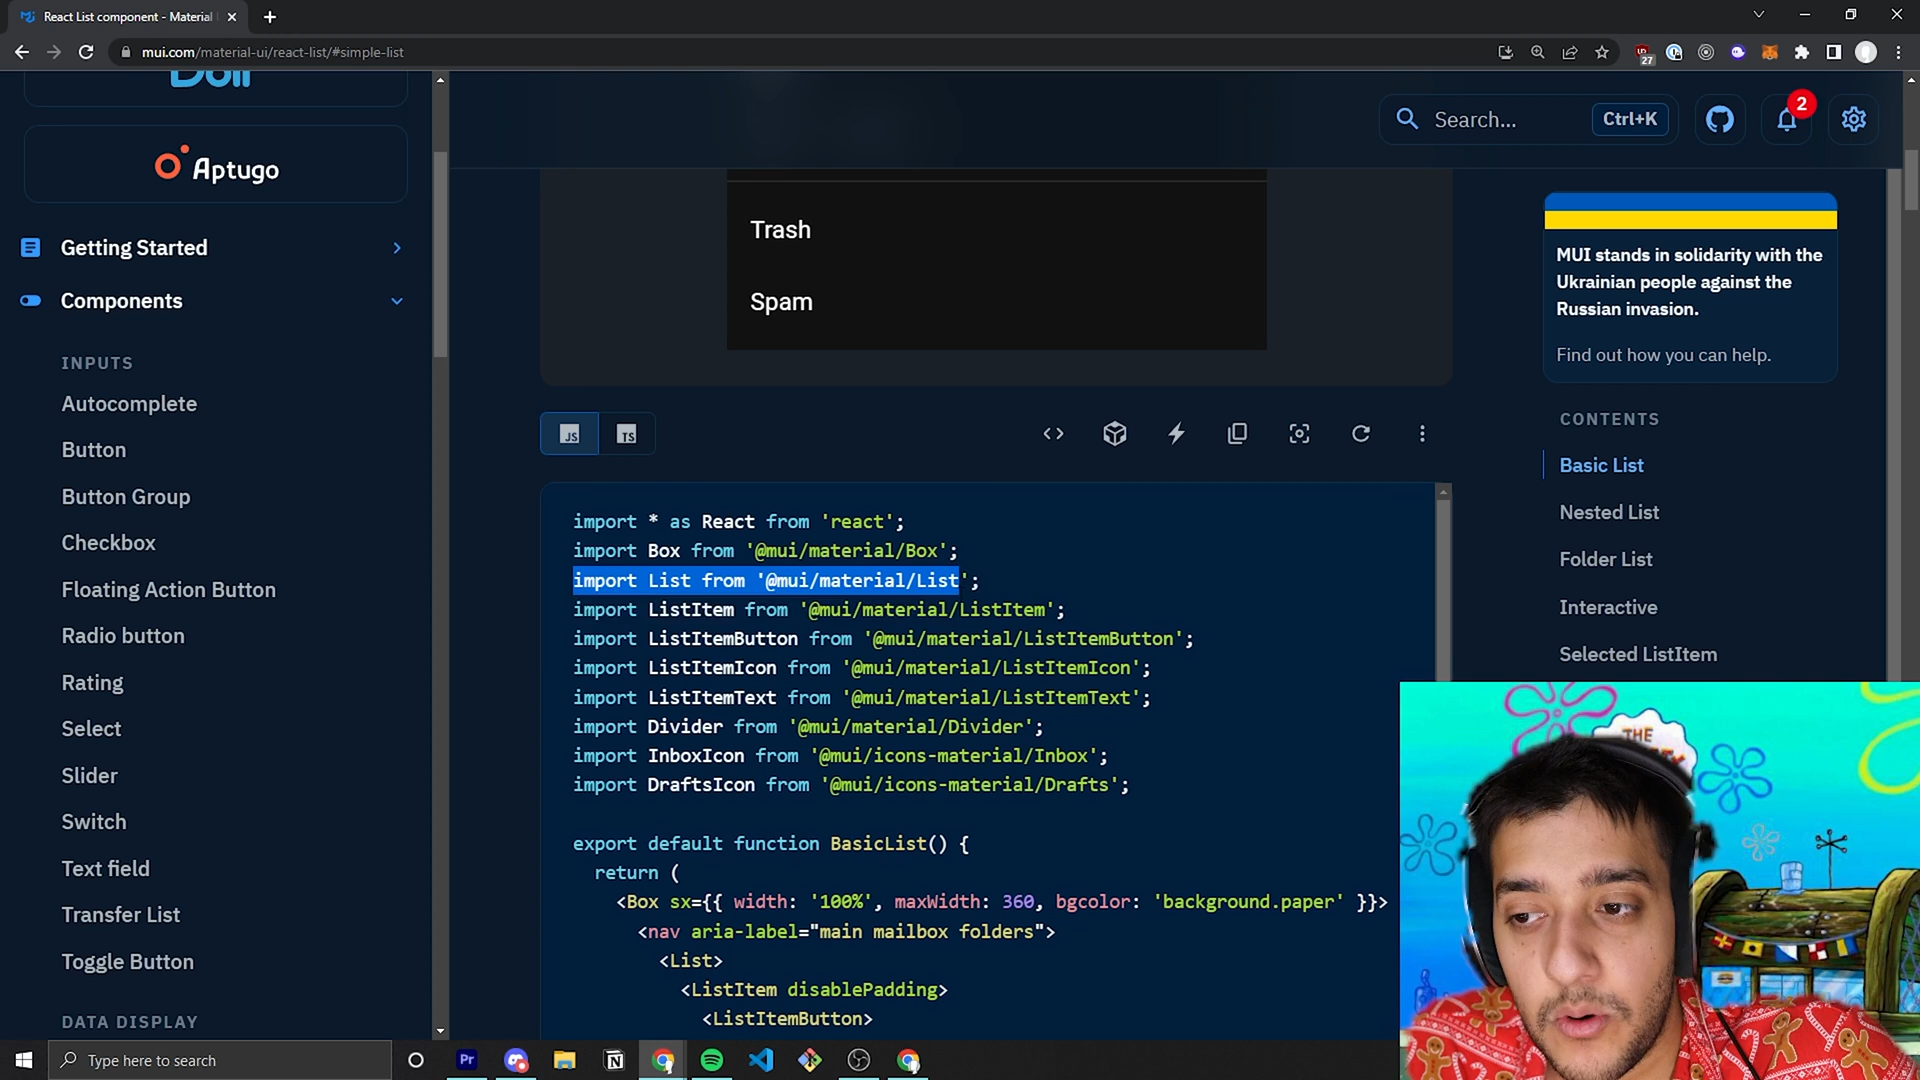 React List component - Material
mui.com/material-ui/react-list/#simple-list
27
Aptugo
Getting Started
Components
INPUTS
Autocomplete
Button
Button Group
Checkbox
Floating Action Button
Radio button
Rating
Select
Slider
Switch
Text field
Transfer List
Toggle Button
DATA DISPLAY
Search...
Ctrl+K
2
Trash
Spam
JS
TS
import * as React from 'react';
import Box from '@mui/material/Box';
import List from '@mui/material/List';
import ListItem from '@mui/material/ListItem';
import ListItemButton from '@mui/material/ListItemButton';
import ListItemIcon from '@mui/material/ListItemIcon';
import ListItemText from '@mui/material/ListItemText';
import Divider from '@mui/material/Divider';
import InboxIcon from '@mui/icons-material/Inbox';
import DraftsIcon from '@mui/icons-material/Drafts';
export default function BasicList() {
return (
<Box sx={{ width: '100%', maxWidth: 360, bgcolor: 'background.paper' }}>
<nav aria-label="main mailbox folders">
<List>
<ListItem disablePadding>
<ListItemButton>
MUI stands in solidarity with the
Ukrainian people against the
Russian invasion.
Find out how you can help.
CONTENTS
Basic List
Nested List
Folder List
Interactive
Selected ListItem
THE
Type here to search
Pr